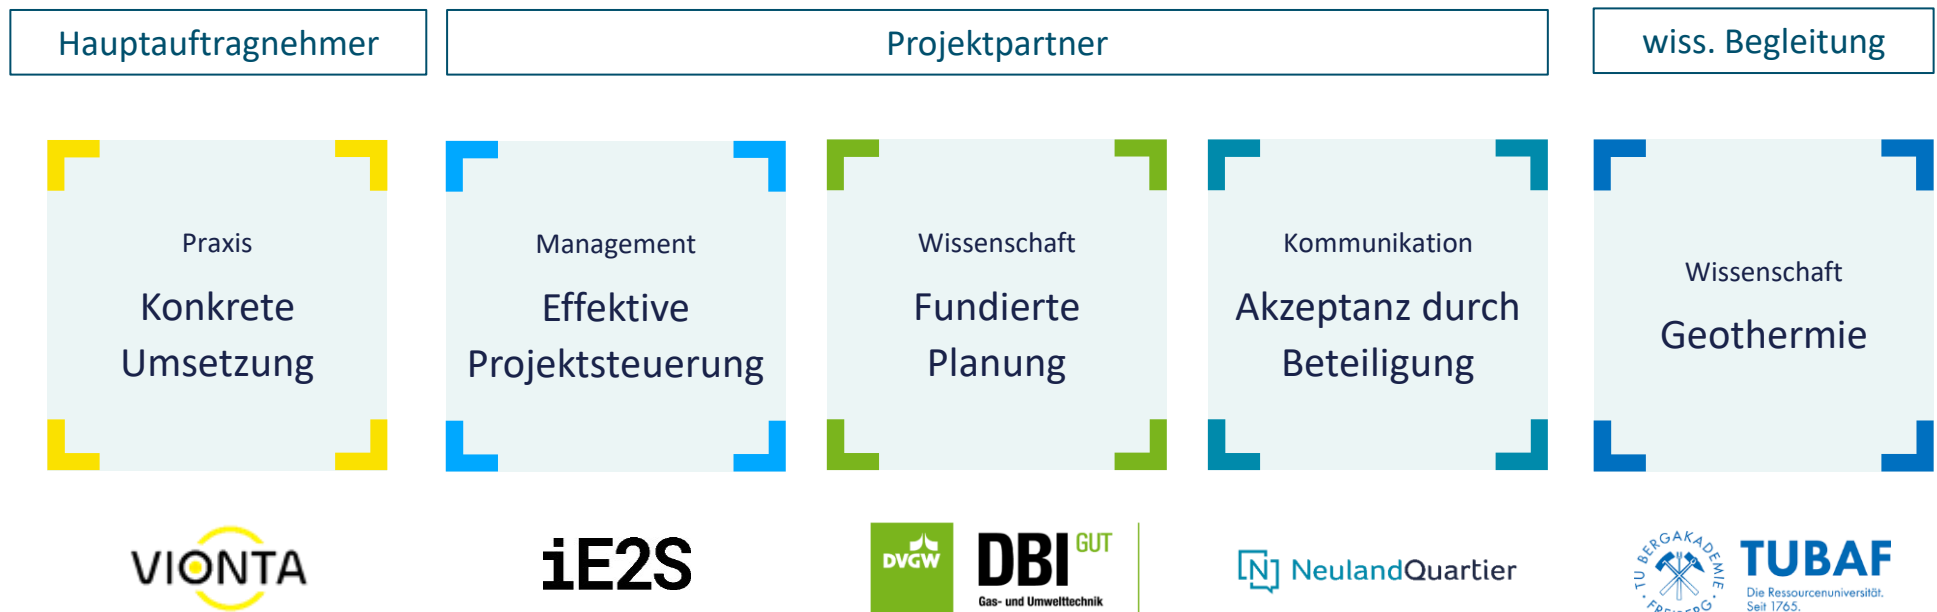 Hauptauftragnehmer
Projektpartner
wiss. Begleitung
Praxis
Konkrete
Umsetzung
Management
Effektive
Projektsteuerung
Wissenschaft
Fundierte
Planung
Kommunikation
Akzeptanz durch
Beteiligung
Wissenschaft
Geothermie
VIONTA
iE2S
DVGW
DBI GUT
Gas- und Umwelttechnik
[N] NeulandQuartier
TU BERGAKADEMIE FREIBERG
TUBAF
Die Ressourcenuniversität.
Seit 1765.